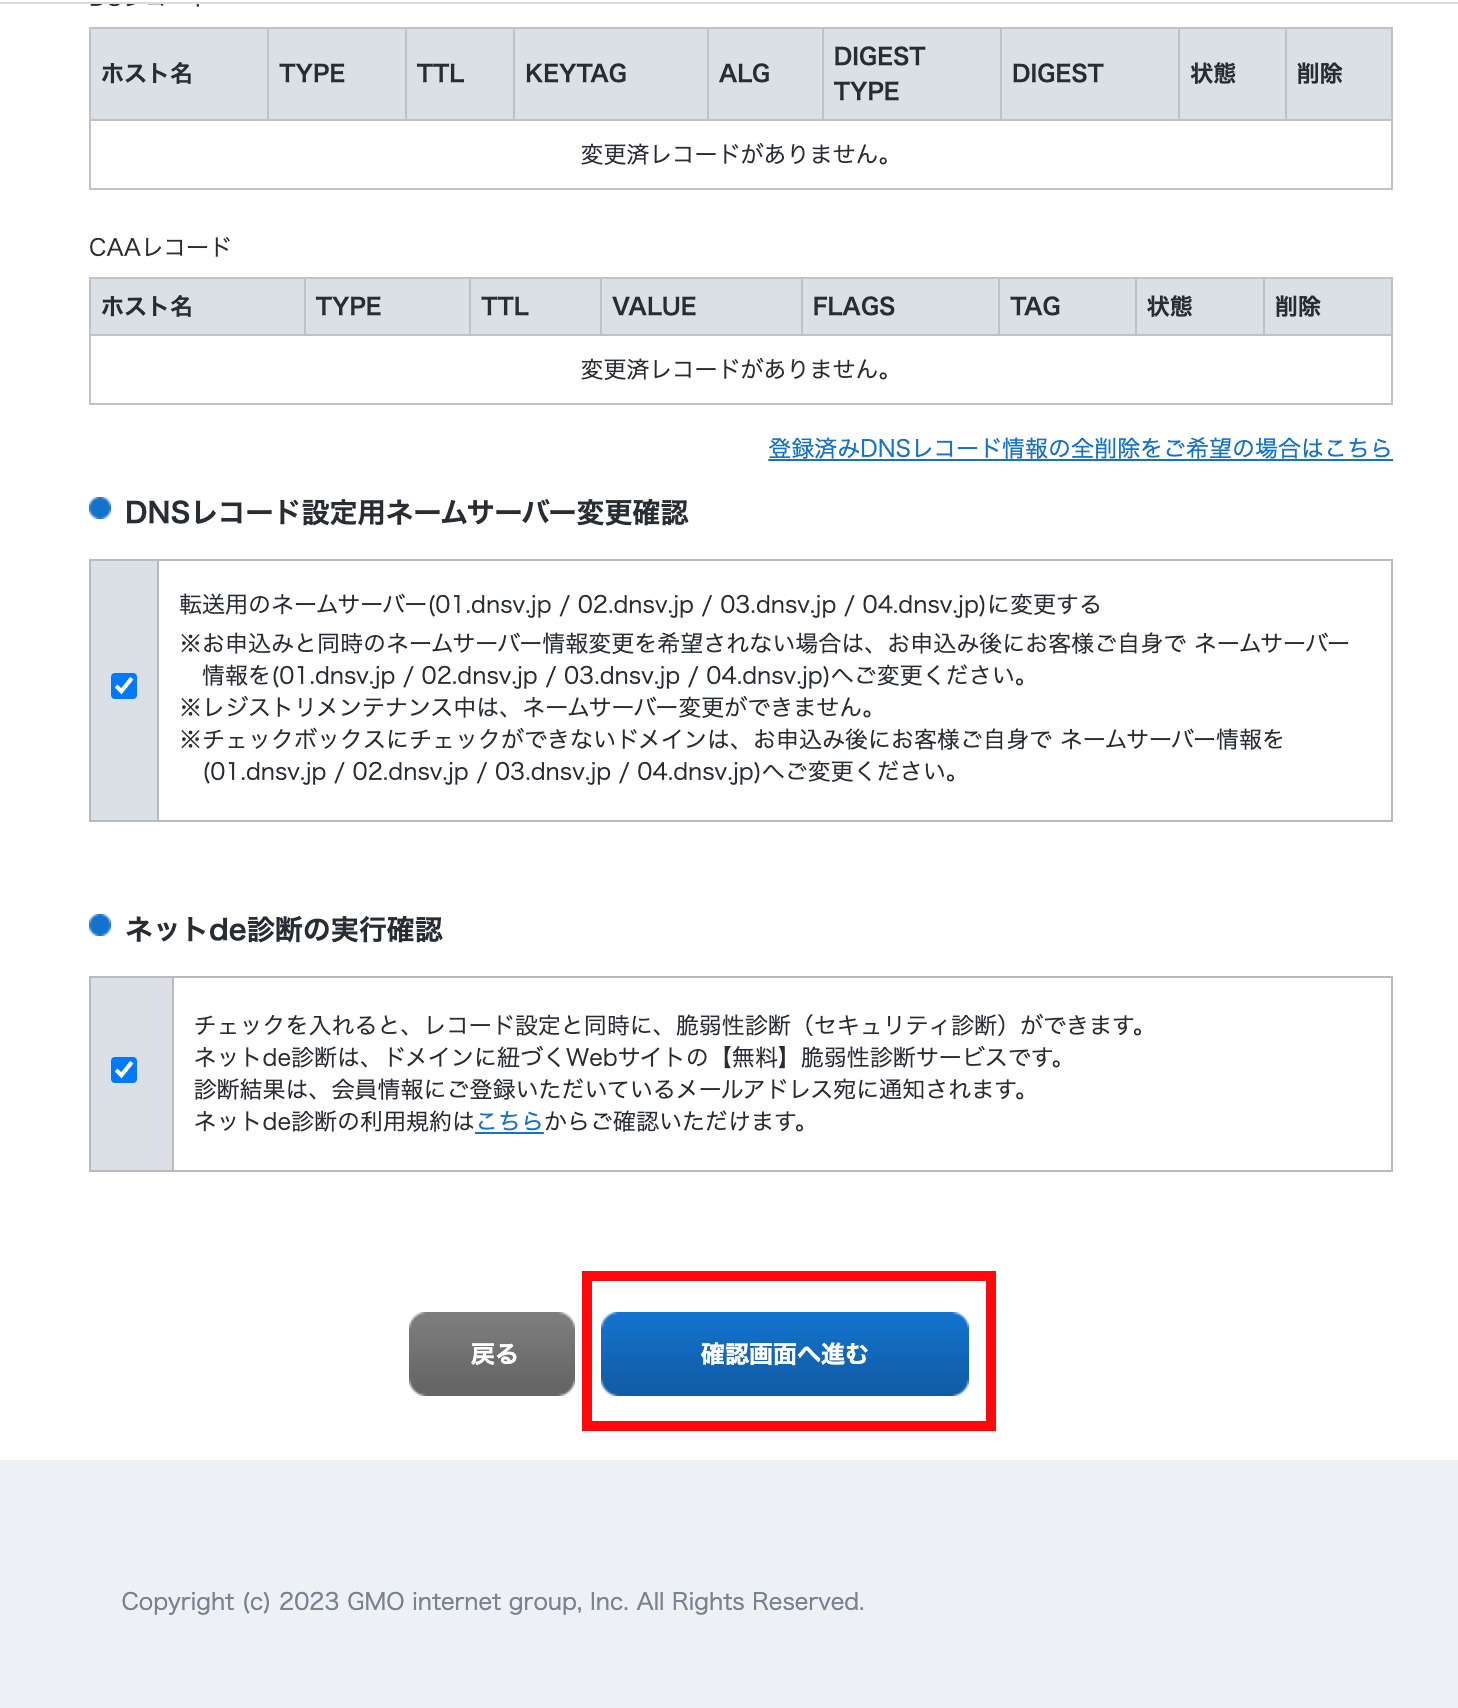 ホスト名 TYPE TTL KEYTAG ALG DIGEST TYPE DIGEST 状態 削除
変更済レコードがありません。
CAAレコード
ホスト名 TYPE TTL VALUE FLAGS TAG 状態 削除
変更済レコードがありません。
登録済みDNSレコード情報の全削除をご希望の場合はこちら
DNSレコード設定用ネームサーバー変更確認
転送用のネームサーバー(01.dnsv.jp / 02.dnsv.jp / 03.dnsv.jp / 04.dnsv.jp)に変更する
※お申込みと同時のネームサーバー情報変更を希望されない場合は、お申込み後にお客様ご自身で ネームサーバー
情報を(01.dnsv.jp / 02.dnsv.jp / 03.dnsv.jp / 04.dnsv.jp)へご変更ください。
※レジストリメンテナンス中は、ネームサーバー変更ができません。
※チェックボックスにチェックができないドメインは、お申込み後にお客様ご自身で ネームサーバー情報を
(01.dnsv.jp / 02.dnsv.jp / 03.dnsv.jp / 04.dnsv.jp)へご変更ください。
ネットde診断の実行確認
チェックを入れると、レコード設定と同時に、脆弱性診断（セキュリティ診断）ができます。
ネットde診断は、ドメインに紐づくWebサイトの【無料】脆弱性診断サービスです。
診断結果は、会員情報にご登録いただいているメールアドレス宛に通知されます。
ネットde診断の利用規約はこちらからご確認いただけます。
戻る 確認画面へ進む
Copyright (c) 2023 GMO internet group, Inc. All Rights Reserved.